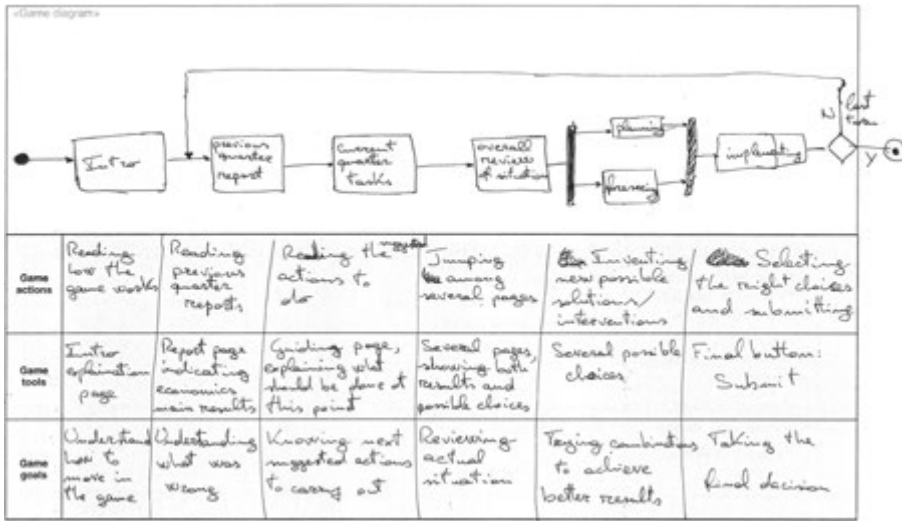 «Game diagram»
last
N turn
Y
Intro
previous
quarter
report
current
quarter
tasks
overall
review
of situation
planning
implementing
Game
actions
Reading
how the
game works
Reading
previous
quarter
reports
Reading the suggested
actions to
do
Jumping
among
several pages
Inventing
new possible
solutions/
interventions
Selecting
the right choices
and submitting
Game
tools
Intro
explaination
page
Report page
indicating
economics
main results
Guiding page,
explaining what
should be done at
this point
Several pages,
showing both
results and
possible choices
Several possible
choices
Final button:
Submit
Game
goals
Understand
how to
move in
the game
Understanding
what was
wrong
Knowing next
suggested actions
to carry out
Reviewing
actual
situation
Trying combinations
to achieve
better results
Taking the
final decision